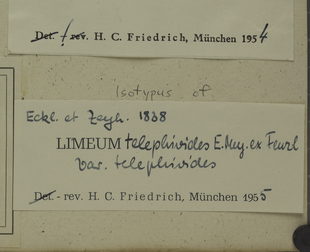 Det. / rev. H. C. Friedrich, München 1954
Isotypus of
Eckl. et Zeyh. 1838
LIMEUM telephioides E. Mey. ex Fenzl
var. telephioides
Det. - rev. H. C. Friedrich, München 1955